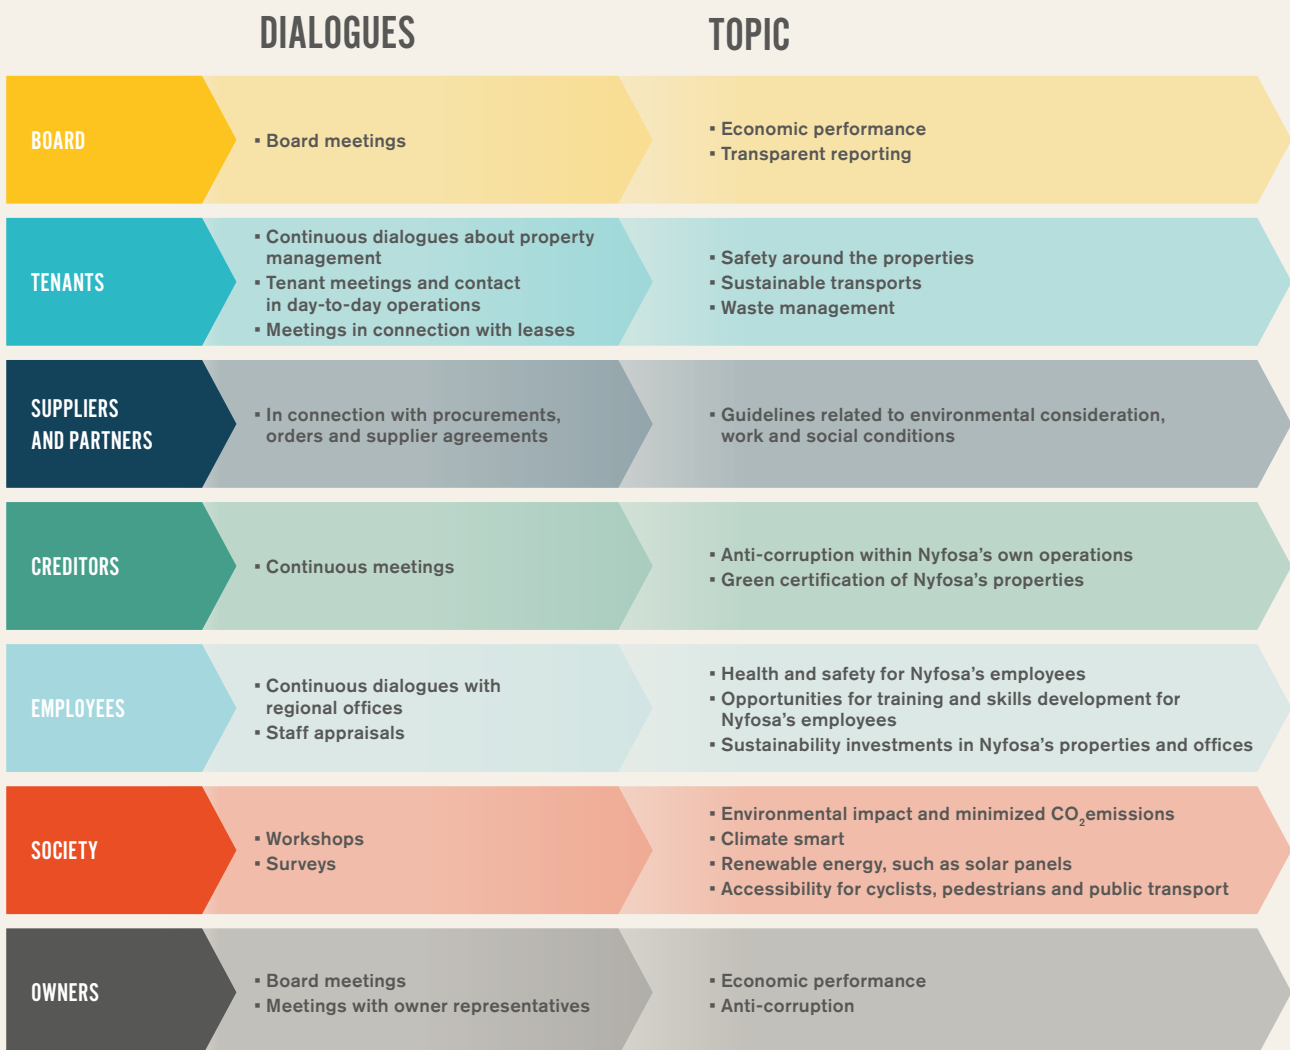 DIALOGUES
TOPIC
BOARD
▪ Board meetings
▪ Economic performance
▪ Transparent reporting
TENANTS
▪ Continuous dialogues about property
management
▪ Tenant meetings and contact
in day-to-day operations
▪ Meetings in connection with leases
▪ Safety around the properties
▪ Sustainable transports
▪ Waste management
SUPPLIERS
AND PARTNERS
▪ In connection with procurements,
orders and supplier agreements
▪ Guidelines related to environmental consideration,
work and social conditions
CREDITORS
▪ Continuous meetings
▪ Anti-corruption within Nyfosa’s own operations
▪ Green certification of Nyfosa’s properties
EMPLOYEES
▪ Continuous dialogues with
regional offices
▪ Staff appraisals
▪ Health and safety for Nyfosa’s employees
▪ Opportunities for training and skills development for
Nyfosa’s employees
▪ Sustainability investments in Nyfosa’s properties and offices
SOCIETY
▪ Workshops
▪ Surveys
▪ Environmental impact and minimized CO₂emissions
▪ Climate smart
▪ Renewable energy, such as solar panels
▪ Accessibility for cyclists, pedestrians and public transport
OWNERS
▪ Board meetings
▪ Meetings with owner representatives
▪ Economic performance
▪ Anti-corruption